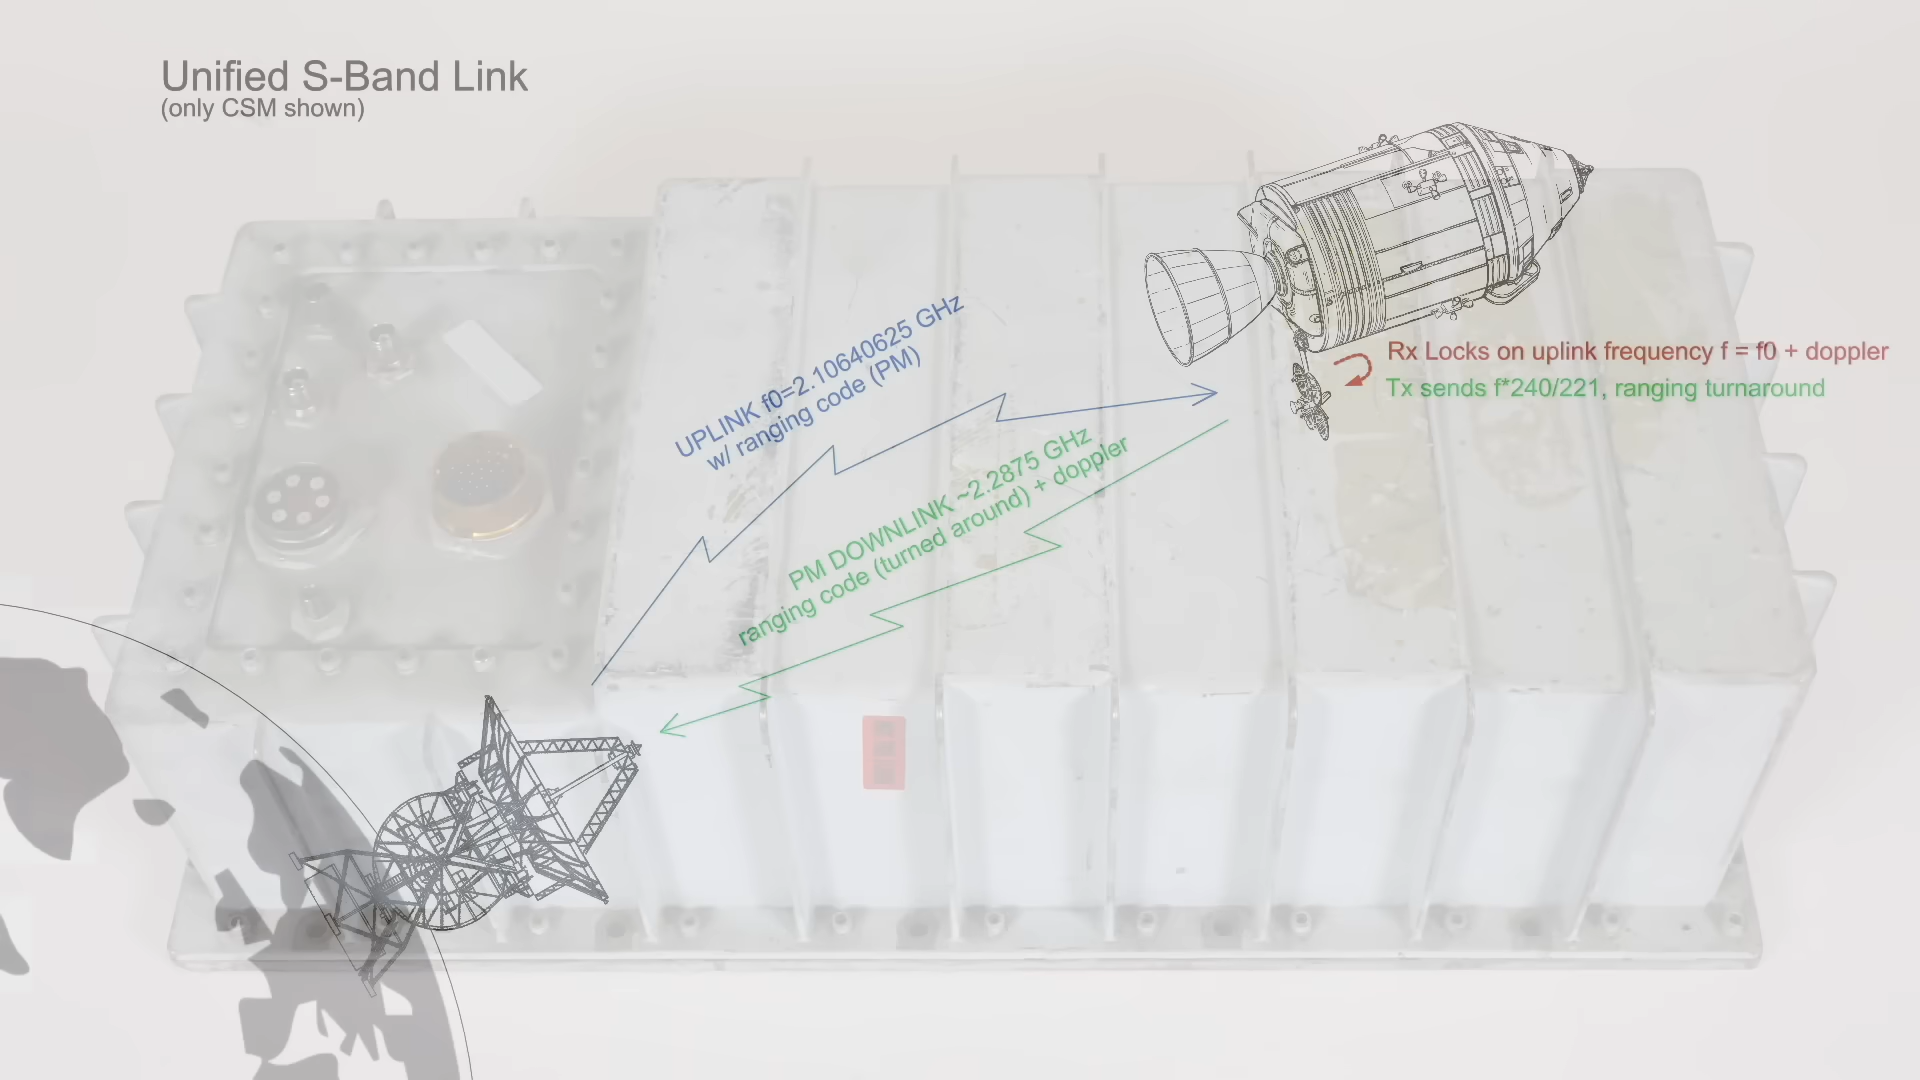 Unified S-Band Link
(only CSM shown)
UPLINK f0=2.10640625 GHz
w/ ranging code (PM)
Rx Locks on uplink frequency f = f0 + doppler
Tx sends f*240/221, ranging turnaround
PM DOWNLINK ~2.2875 GHz
ranging code (turned around) + doppler